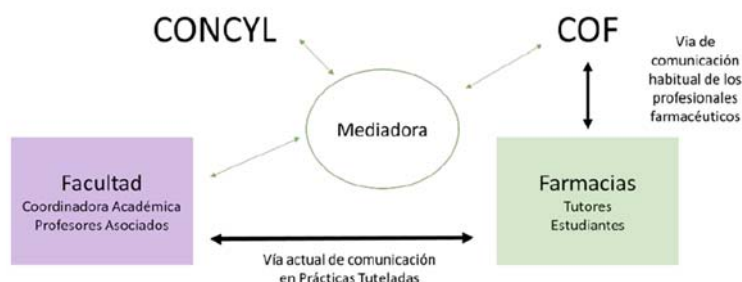 CONCYL
COF
Via de
comunicación
habitual de los
profesionales
farmacéuticos
Mediadora
Facultad
Coordinadora Académica
Profesores Asociados
Farmacias
Tutores
Estudiantes
Vía actual de comunicación
en Prácticas Tuteladas